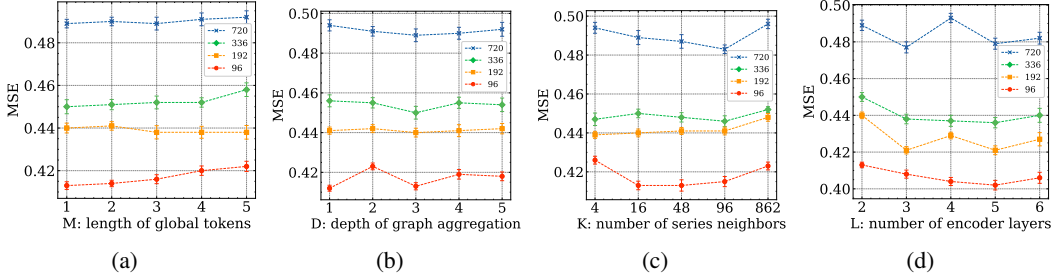 MSE
0.48
0.46
0.44
0.42
720
336
192
96
1 2 3 4 5
M: length of global tokens
(a)
MSE
0.50
0.48
0.46
0.44
0.42
720
336
192
96
1 2 3 4 5
D: depth of graph aggregation
(b)
MSE
0.50
0.48
0.46
0.44
0.42
720
336
192
96
4 16 48 96 862
K: number of series neighbors
(c)
MSE
0.50
0.48
0.46
0.44
0.42
0.40
720
336
192
96
2 3 4 5 6
L: number of encoder layers
(d)